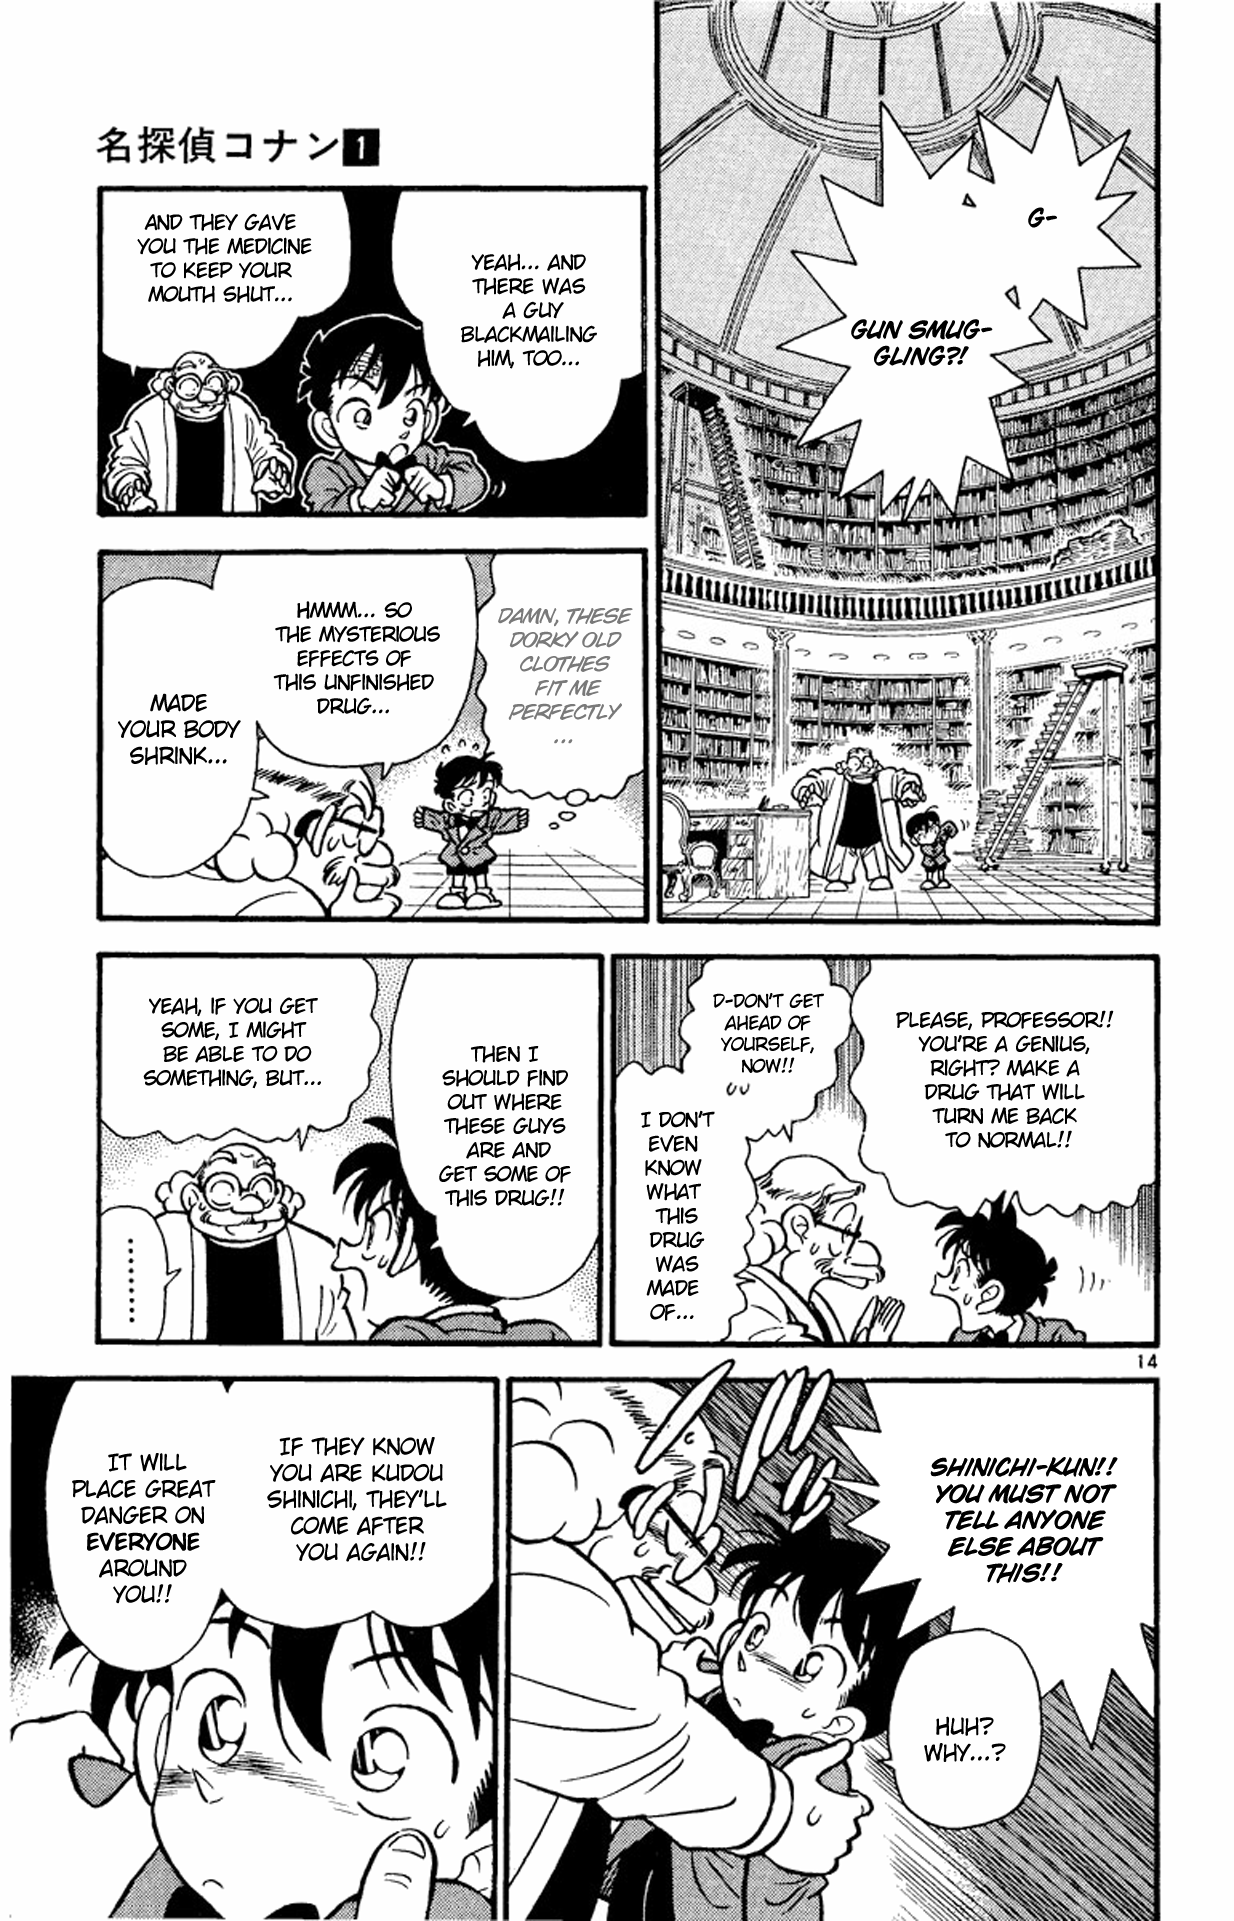 名探偵コナン1
G-
GUN SMUG-
GLING?!
YEAH... AND
THERE WAS
A GUY
BLACKMAILING
HIM, TOO...
AND THEY GAVE
YOU THE MEDICINE
TO KEEP YOUR
MOUTH SHUT...
DAMN, THESE
DORKY OLD
CLOTHES
FIT ME
PERFECTLY
...
HMMM... SO
THE MYSTERIOUS
EFFECTS OF
THIS UNFINISHED
DRUG...
MADE
YOUR BODY
SHRINK...
PLEASE, PROFESSOR!!
YOU'RE A GENIUS,
RIGHT? MAKE A
DRUG THAT WILL
TURN ME BACK
TO NORMAL!!
D-DON'T GET
AHEAD OF
YOURSELF,
NOW!!
I DON'T
EVEN
KNOW
WHAT
THIS
DRUG
WAS
MADE
OF...
THEN I
SHOULD FIND
OUT WHERE
THESE GUYS
ARE AND
GET SOME OF
THIS DRUG!!
YEAH, IF YOU GET
SOME, I MIGHT
BE ABLE TO DO
SOMETHING, BUT...
.........
14
SHINICHI-KUN!!
YOU MUST NOT
TELL ANYONE
ELSE ABOUT
THIS!!
HUH?
WHY...?
IF THEY KNOW
YOU ARE KUDOU
SHINICHI, THEY'LL
COME AFTER
YOU AGAIN!!
IT WILL
PLACE GREAT
DANGER ON
EVERYONE
AROUND
YOU!!